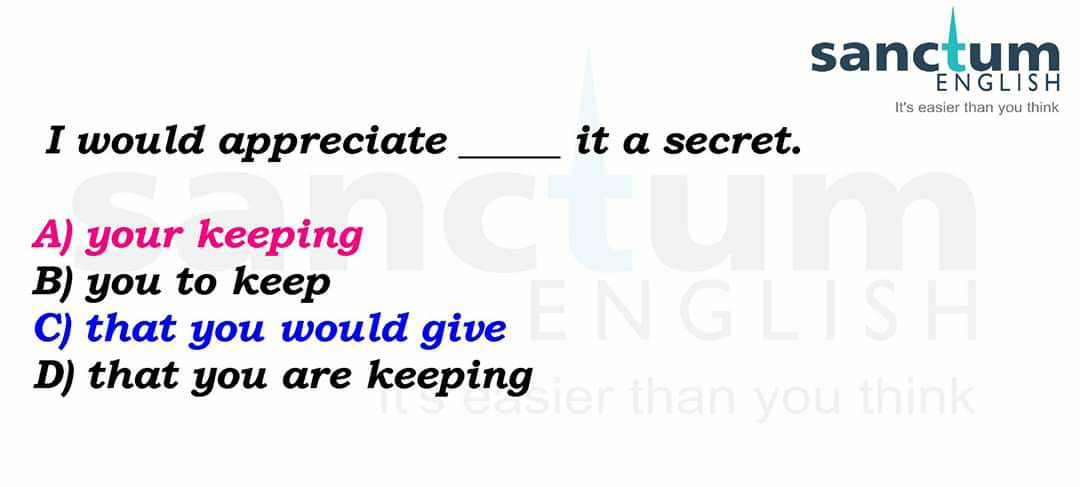 sanctum
ENGLISH
It's easier than you think
I would appreciate _____ it a secret.
A) your keeping
B) you to keep
C) that you would give
D) that you are keeping
sanctum
ENGLISH
It's easier than you think